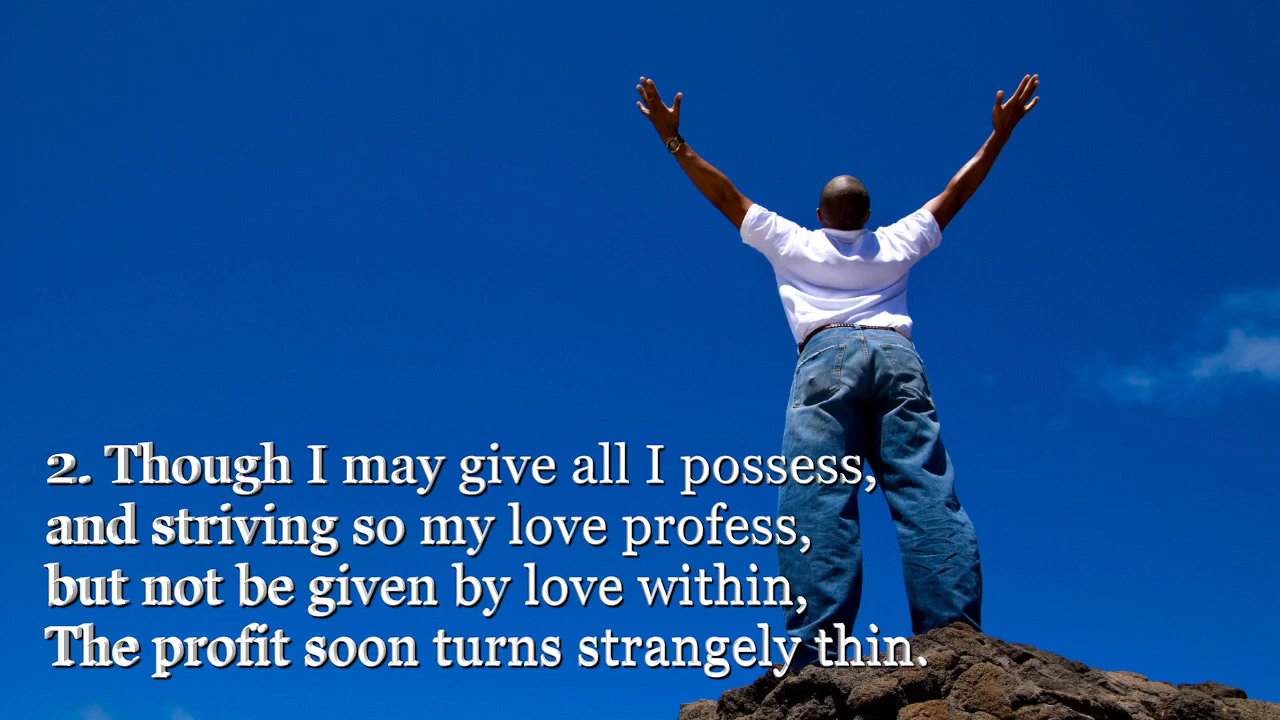 2. Though I may give all I possess,
and striving so my love profess,
but not be given by love within,
The profit soon turns strangely thin.